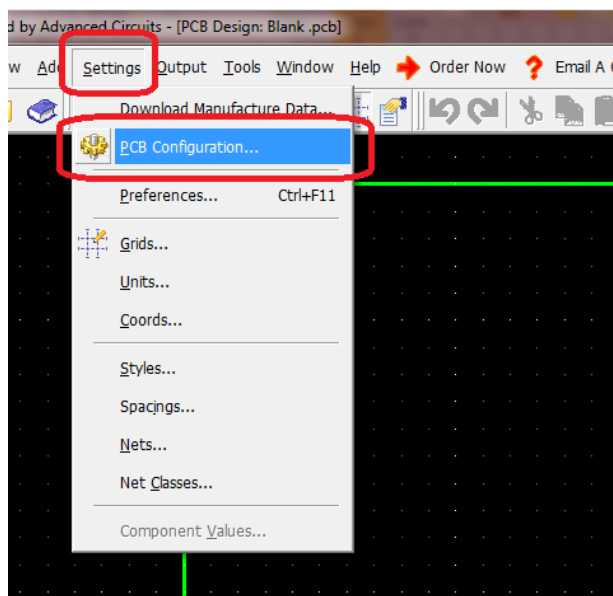 d by Advanced Circuits - [PCB Design: Blank .pcb]
w Add Settings Output Tools Window Help Order Now ? Email A
Download Manufacture Data...
PCB Configuration...
Preferences... Ctrl+F11
Grids...
Units...
Coords...
Styles...
Spacings...
Nets...
Net Classes...
Component Values...